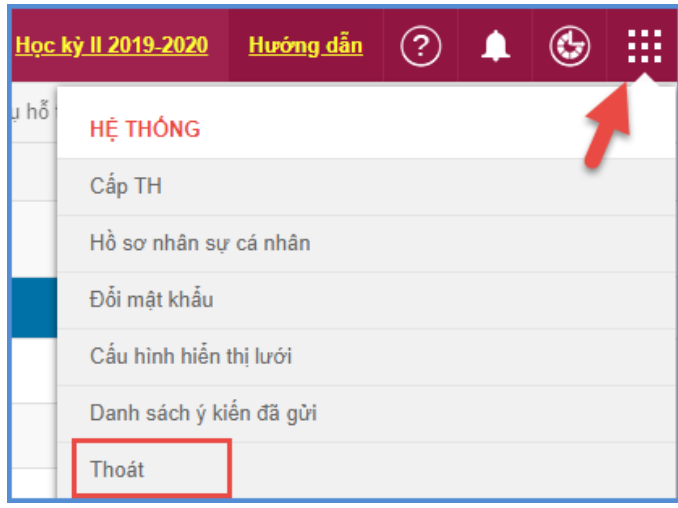 Học kỳ II 2019-2020 Hướng dẫn ?
ụ hỗ
HỆ THỐNG
Cấp TH
Hồ sơ nhân sự cá nhân
Đổi mật khẩu
Cấu hình hiển thị lưới
Danh sách ý kiến đã gửi
Thoát